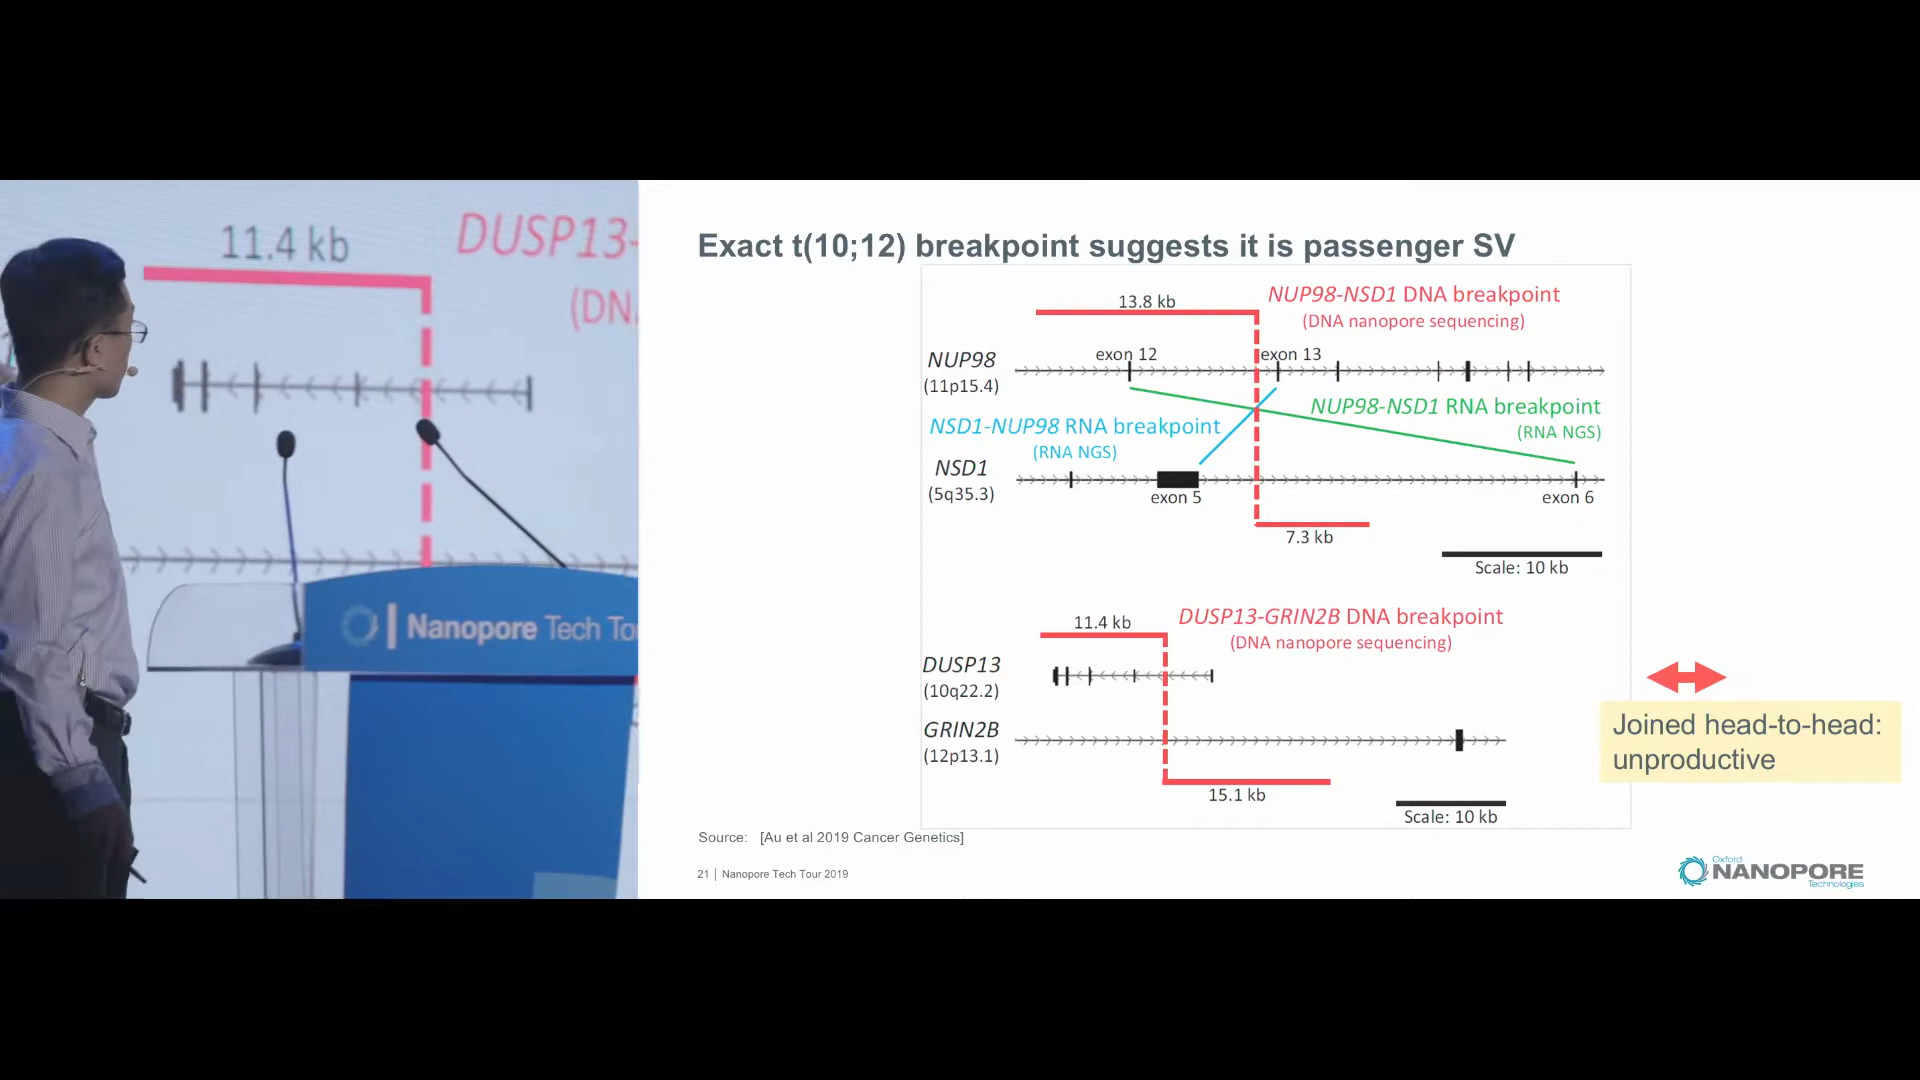 11.4 kb
DUSP13-
(DN
Nanopore Tech To
Exact t(10;12) breakpoint suggests it is passenger SV
13.8 kb
NUP98-NSD1 DNA breakpoint
(DNA nanopore sequencing)
NUP98
(11p15.4)
exon 12
exon 13
NUP98-NSD1 RNA breakpoint
(RNA NGS)
NSD1-NUP98 RNA breakpoint
(RNA NGS)
NSD1
(5q35.3)
exon 5
exon 6
7.3 kb
Scale: 10 kb
11.4 kb
DUSP13-GRIN2B DNA breakpoint
(DNA nanopore sequencing)
DUSP13
(10q22.2)
GRIN2B
(12p13.1)
15.1 kb
Scale: 10 kb
Joined head-to-head:
unproductive
Source: [Au et al 2019 Cancer Genetics]
21 | Nanopore Tech Tour 2019
Oxford
NANOPORE
Technologies